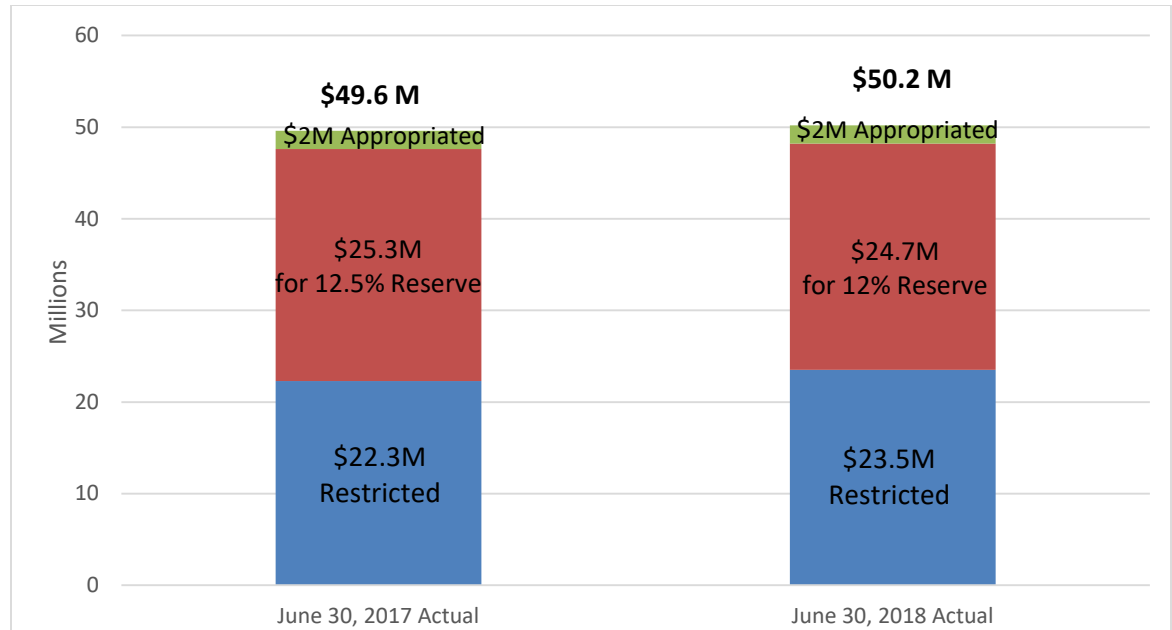 60
50
40
30
20
10
0
Millions
$49.6 M
$2M Appropriated
$25.3M
for 12.5% Reserve
$22.3M
Restricted
June 30, 2017 Actual
$50.2 M
$2M Appropriated
$24.7M
for 12% Reserve
$23.5M
Restricted
June 30, 2018 Actual